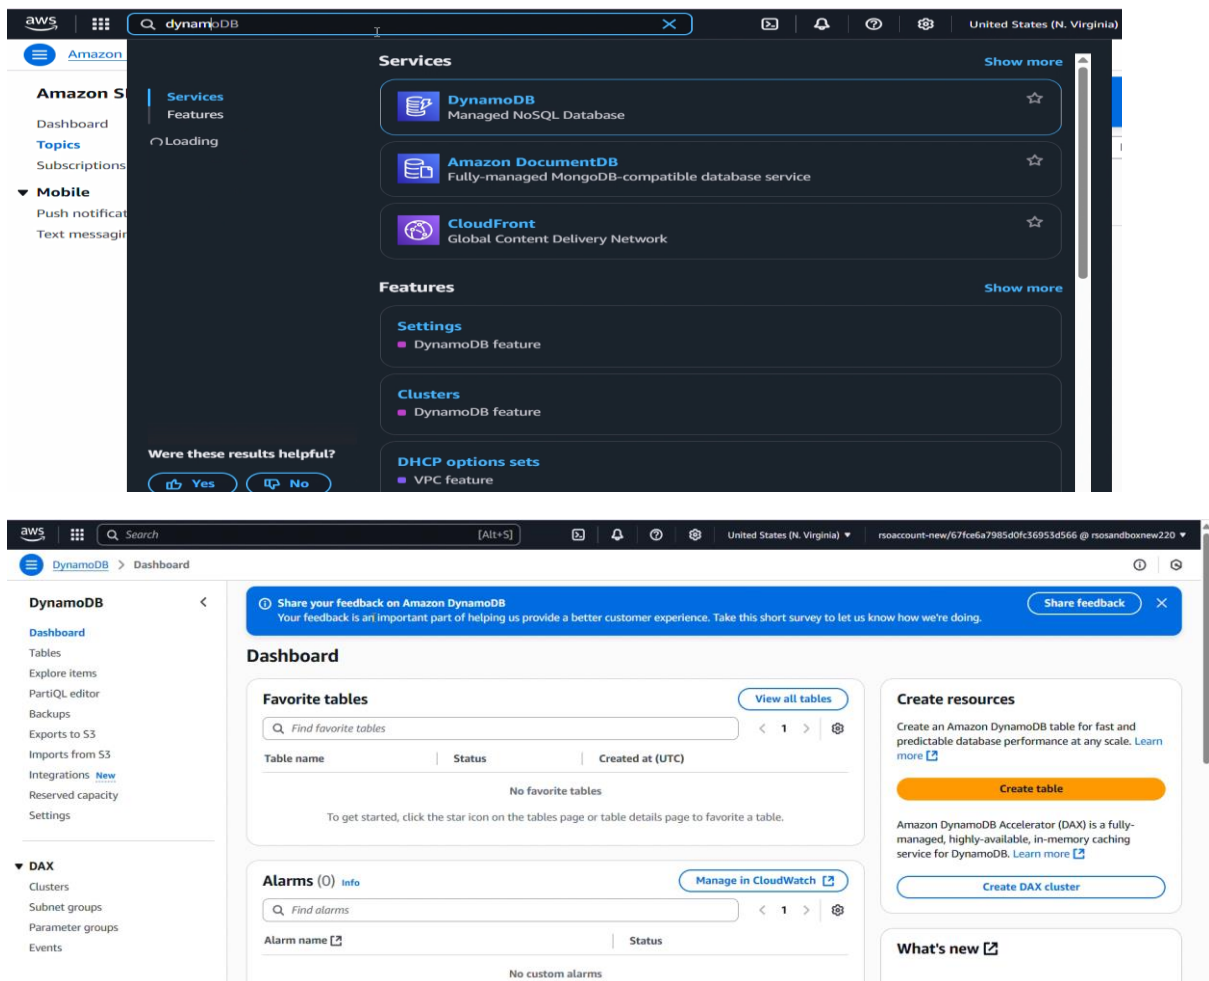 aws
dynamoDB
United States (N. Virginia)
Amazon
Services
Show more
Amazon S
Services
Features
Loading
Dashboard
Topics
Subscriptions
Mobile
Push notificat
Text messagir
DynamoDB
Managed NoSQL Database
Amazon DocumentDB
Fully-managed MongoDB-compatible database service
CloudFront
Global Content Delivery Network
Features
Show more
Settings
DynamoDB feature
Clusters
DynamoDB feature
DHCP options sets
VPC feature
Were these results helpful?
Yes
No
aws
Search
[Alt+S]
United States (N. Virginia)
rsoaccount-new/67fce6a7985d0fc36953d566 @ rsosandboxnew220
DynamoDB > Dashboard
DynamoDB
Dashboard
Tables
Explore items
PartiQL editor
Backups
Exports to S3
Imports from S3
Integrations New
Reserved capacity
Settings
DAX
Clusters
Subnet groups
Parameter groups
Events
Share your feedback on Amazon DynamoDB
Your feedback is an important part of helping us provide a better customer experience. Take this short survey to let us know how we're doing.
Share feedback
Dashboard
Favorite tables
View all tables
Find favorite tables
1
Table name
Status
Created at (UTC)
No favorite tables
To get started, click the star icon on the tables page or table details page to favorite a table.
Alarms (0) Info
Manage in CloudWatch
Find alarms
1
Alarm name
Status
No custom alarms
Create resources
Create an Amazon DynamoDB table for fast and
predictable database performance at any scale. Learn
more
Create table
Amazon DynamoDB Accelerator (DAX) is a fully-
managed, highly-available, in-memory caching
service for DynamoDB. Learn more
Create DAX cluster
What's new